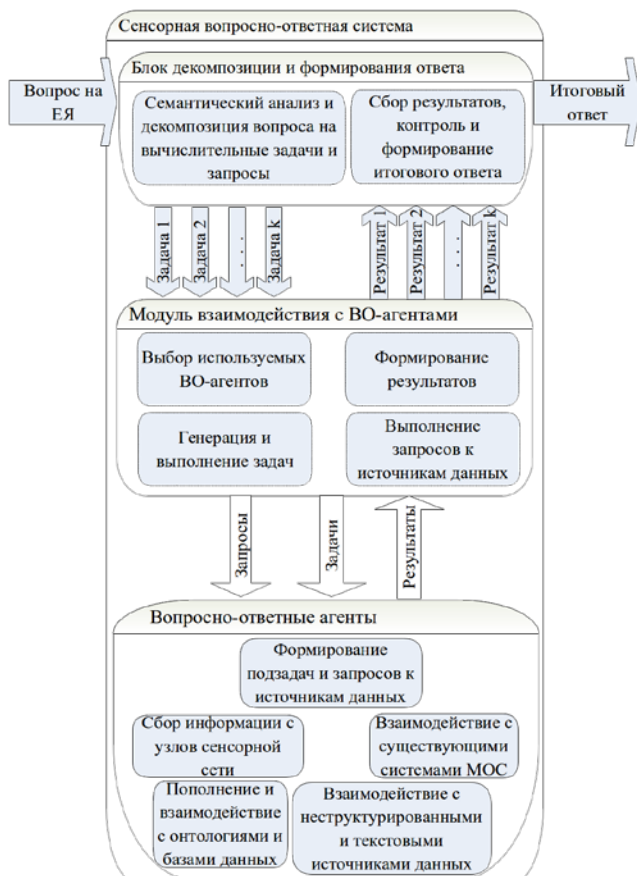 Сенсорная вопросно-ответная система
Блок декомпозиции и формирования ответа
Вопрос на
ЕЯ
Семантический анализ и
декомпозиция вопроса на
вычислительные задачи и
запросы
Сбор результатов,
контроль и
формирование
итогового ответа
Итоговый
ответ
Задача 1
Задача 2
. . . .
Задача k
Результат 1
Результат 2
. . . .
Результат k
Модуль взаимодействия с ВО-агентами
Выбор используемых
ВО-агентов
Формирование
результатов
Генерация и
выполнение задач
Выполнение
запросов к
источникам данных
Запросы
Задачи
Результаты
Вопросно-ответные агенты
Формирование
подзадач и запросов к
источникам данных
Сбор информации с
узлов сенсорной
сети
Взаимодействие с
существующими
системами МОС
Пополнение и
взаимодействие
с онтологиями и
базами данных
Взаимодействие с
неструктурированными
и текстовыми
источниками данных